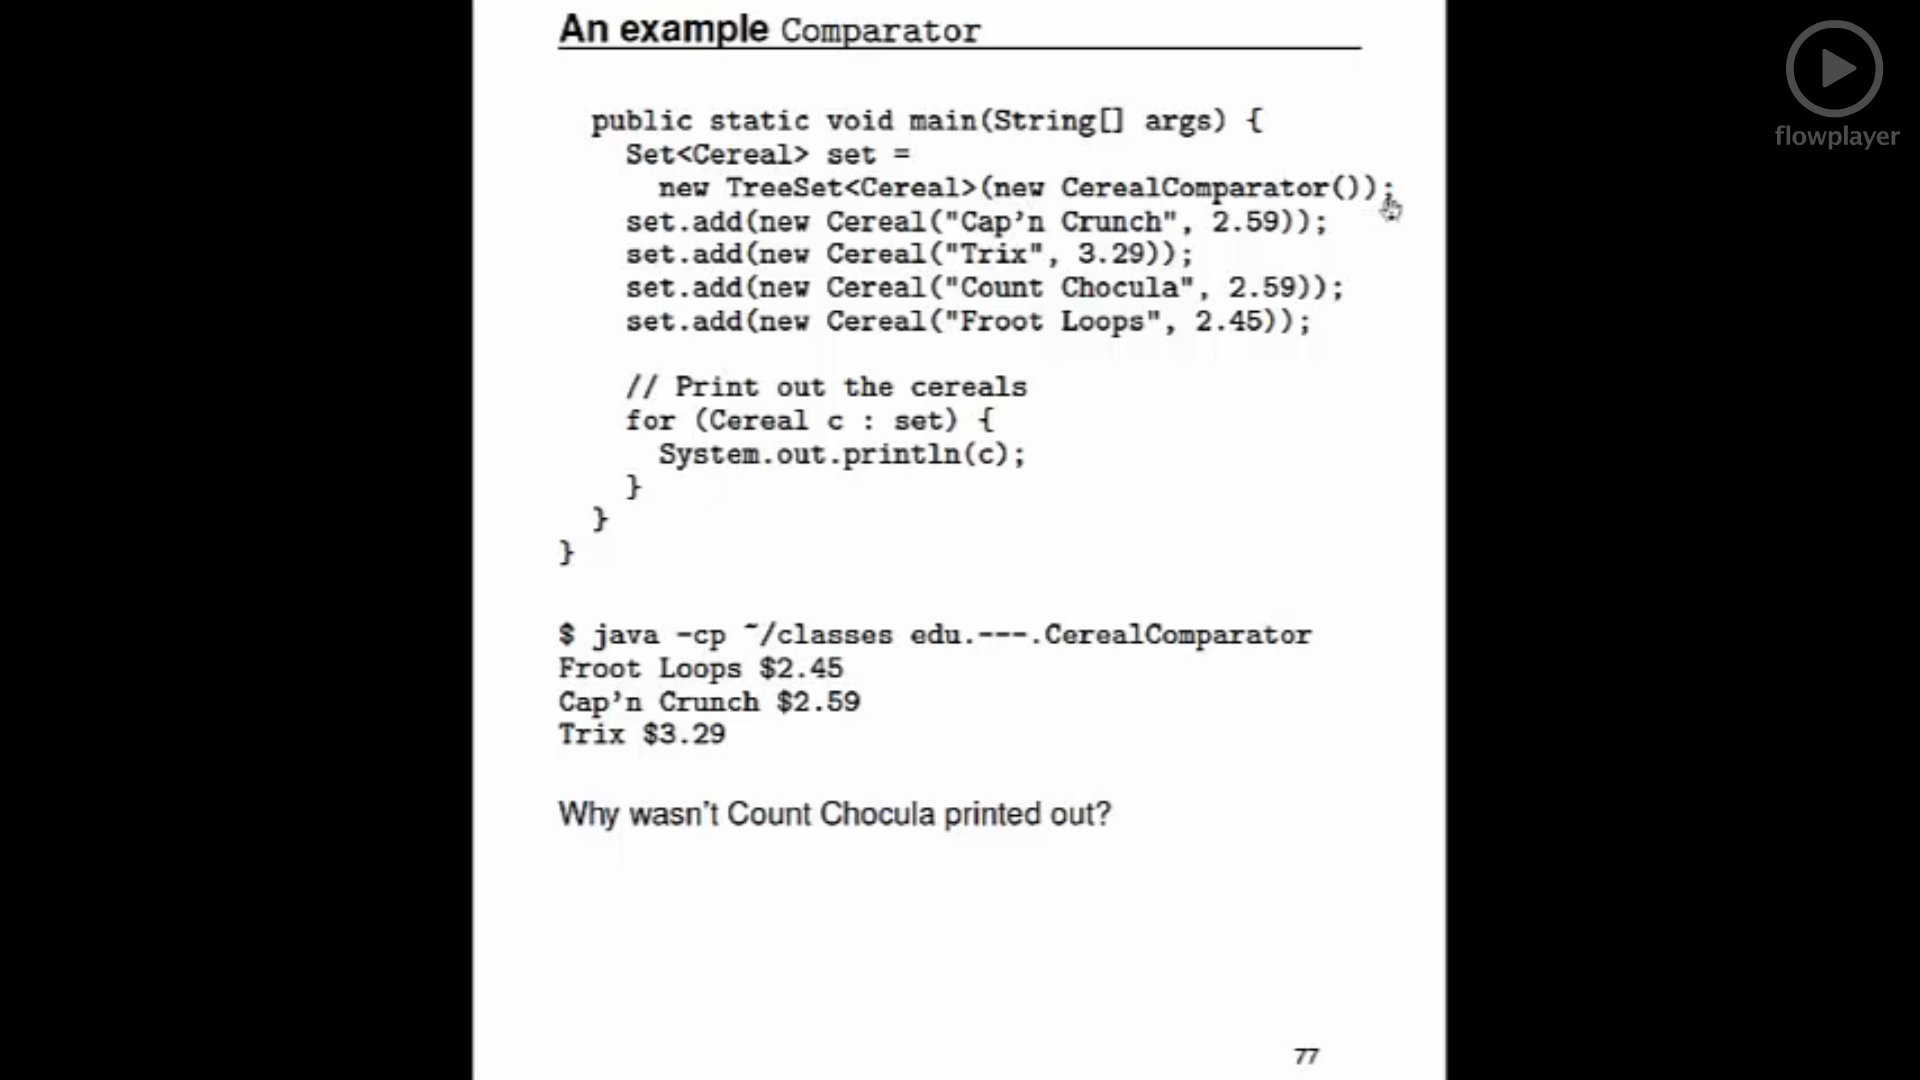 An example Comparator
public static void main(String[] args) {
Set<Cereal> set =
new TreeSet<Cereal>(new CerealComparator());
set.add(new Cereal("Cap’n Crunch", 2.59));
set.add(new Cereal("Trix", 3.29));
set.add(new Cereal("Count Chocula", 2.59));
set.add(new Cereal("Froot Loops", 2.45));
// Print out the cereals
for (Cereal c : set) {
System.out.println(c);
}
}
}
$ java -cp ~/classes edu.---.CerealComparator
Froot Loops $2.45
Cap’n Crunch $2.59
Trix $3.29
Why wasn’t Count Chocula printed out?
77
flowplayer